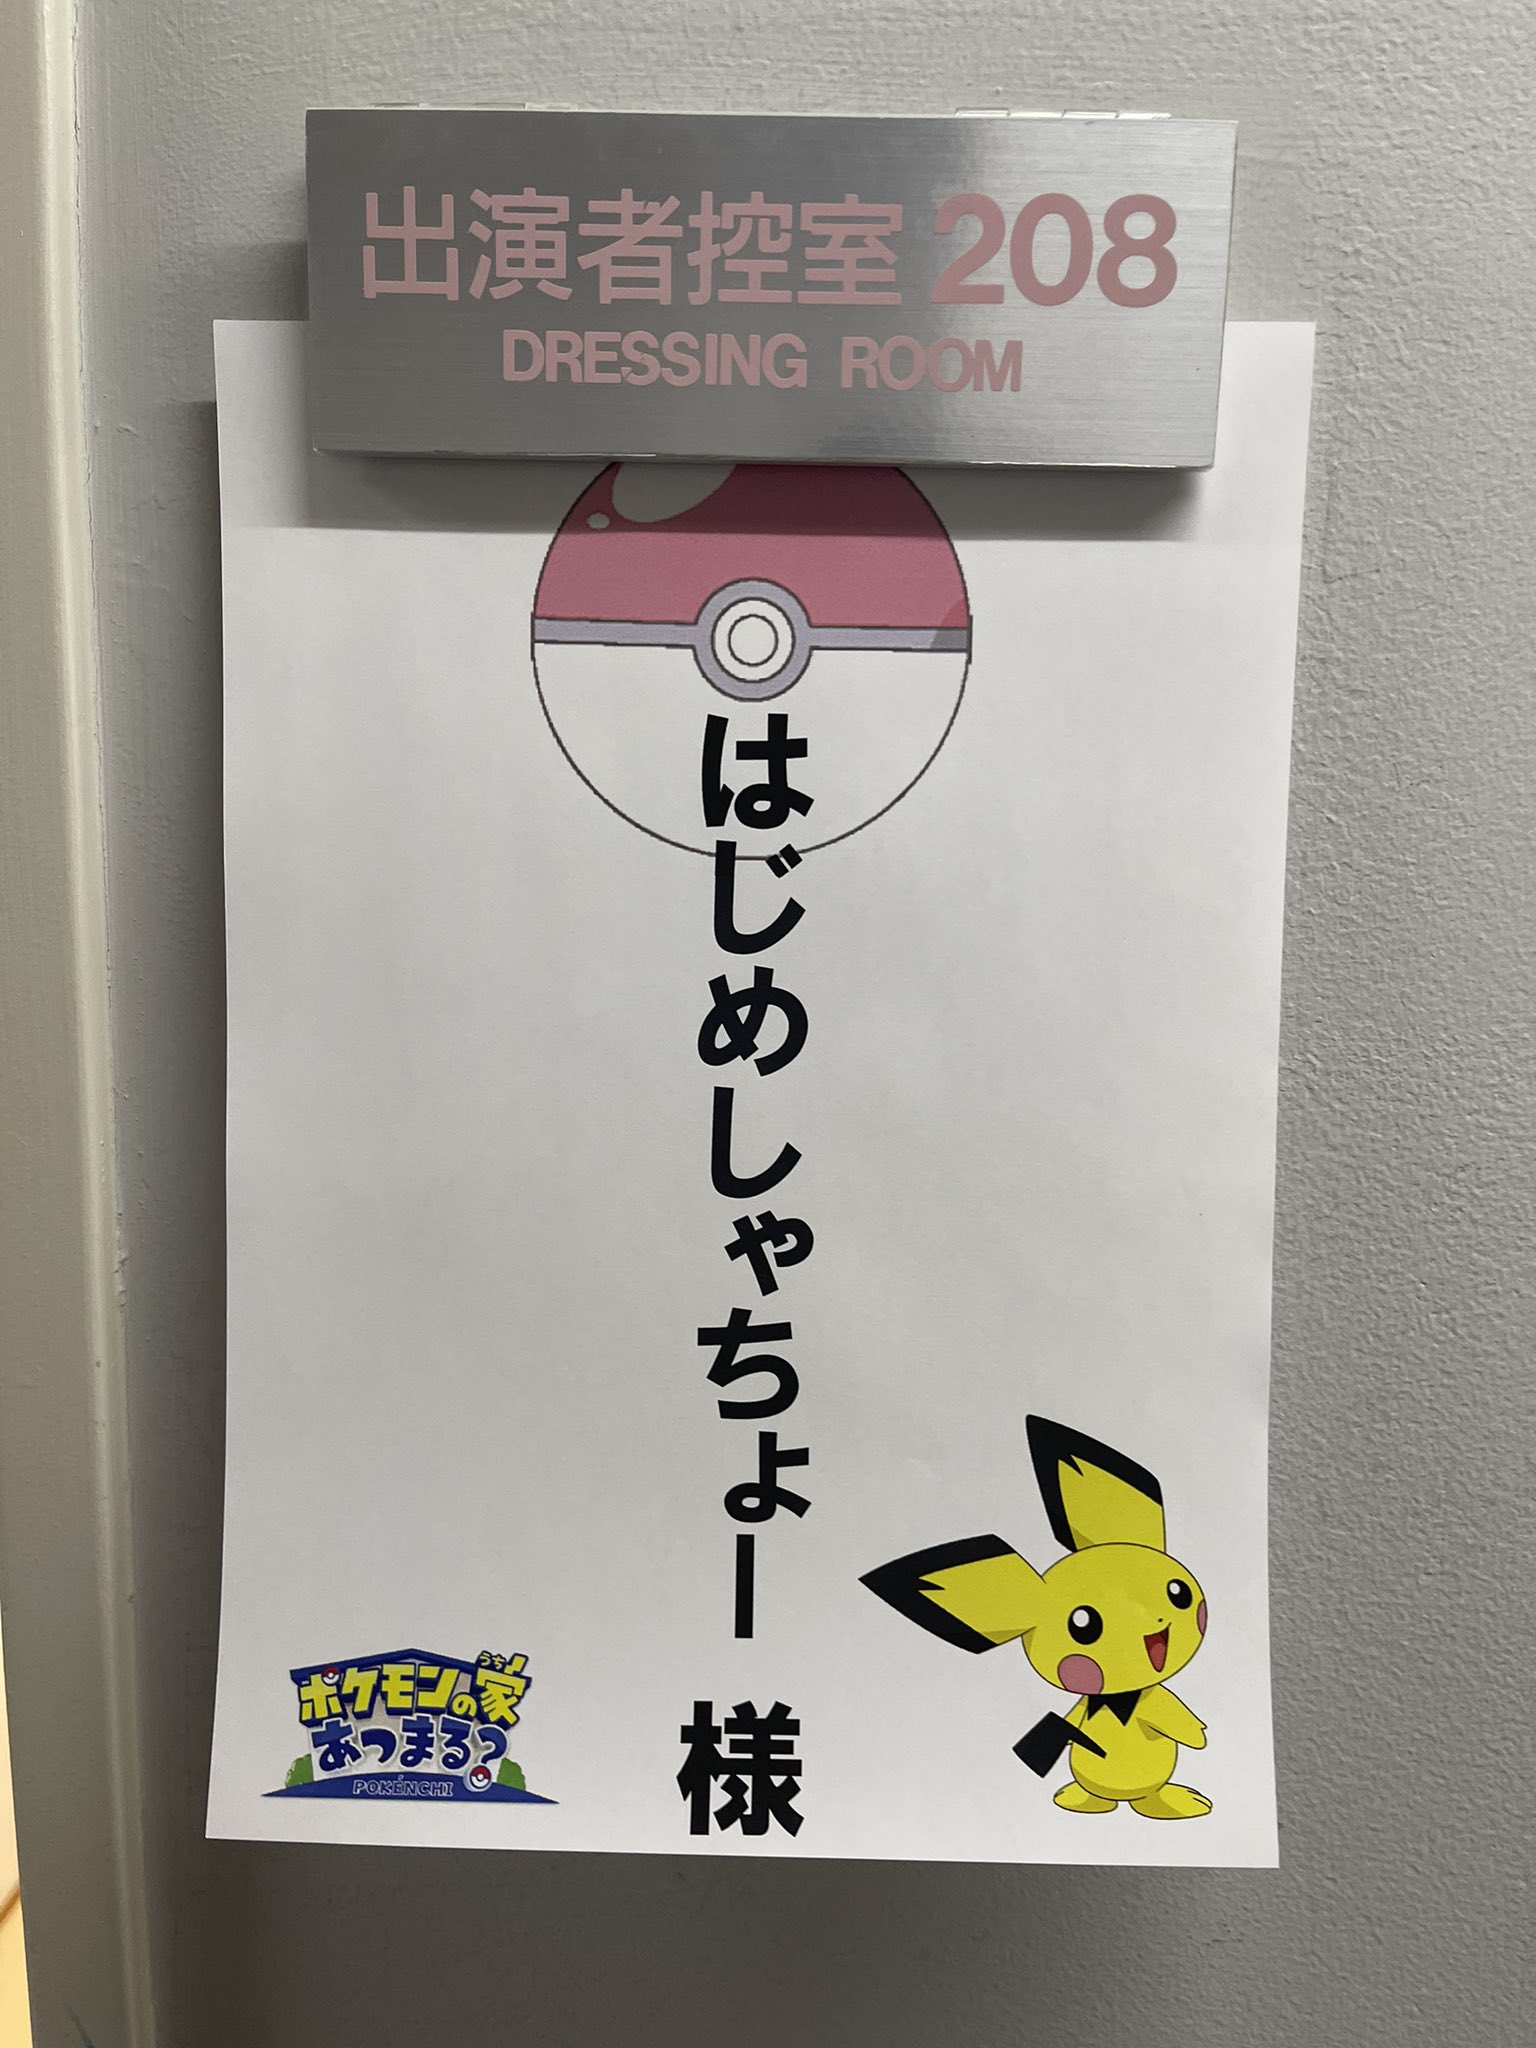 出演者控室 208
DRESSING ROOM
はじめしゃちょー 様
うち
ポケモンの家
あつまる?
POKÉNCHI